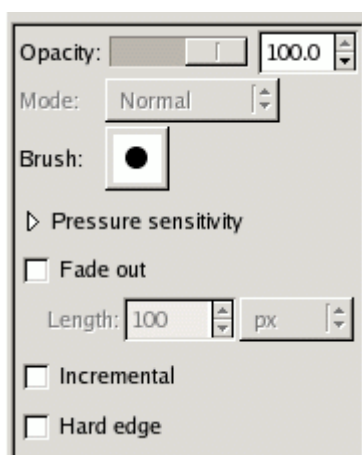 Opacity: 100.0
Mode: Normal
Brush:
Pressure sensitivity
Fade out
Length: 100 px
Incremental
Hard edge